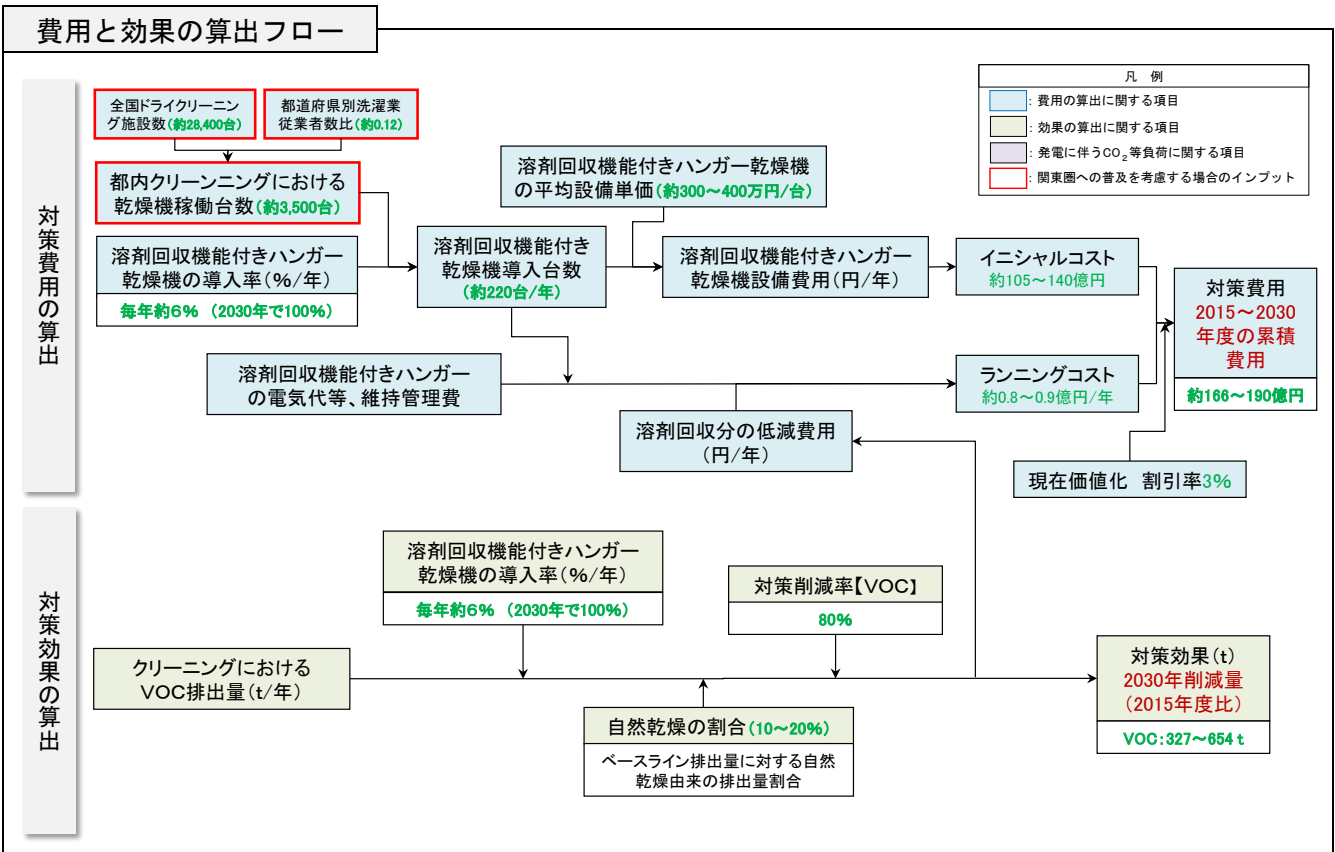 費用と効果の算出フロー
凡 例
: 費用の算出に関する項目
: 効果の算出に関する項目
: 発電に伴うCO₂等負荷に関する項目
: 関東圏への普及を考慮する場合のインプット
対策費用の算出
全国ドライクリーニン
グ施設数(約28,400台)
都道府県別洗濯業
従業者数比(約0.12)
都内クリーンニングにおける
乾燥機稼働台数(約3,500台)
溶剤回収機能付きハンガー
乾燥機の導入率(%/年)
毎年約6% (2030年で100%)
溶剤回収機能付き
乾燥機導入台数
(約220台/年)
溶剤回収機能付きハンガー乾燥機
の平均設備単価(約300~400万円/台)
溶剤回収機能付きハンガー
乾燥機設備費用(円/年)
イニシャルコスト
約105~140億円
対策費用
2015~2030
年度の累積
費用
約166~190億円
溶剤回収機能付きハンガー
の電気代等、維持管理費
ランニングコスト
約0.8~0.9億円/年
溶剤回収分の低減費用
(円/年)
現在価値化 割引率3%
対策効果の算出
溶剤回収機能付きハンガー
乾燥機の導入率(%/年)
毎年約6% (2030年で100%)
対策削減率【VOC】
80%
クリーニングにおける
VOC排出量(t/年)
自然乾燥の割合(10~20%)
ベースライン排出量に対する自然
乾燥由来の排出量割合
対策効果(t)
2030年削減量
(2015年度比)
VOC:327~654 t